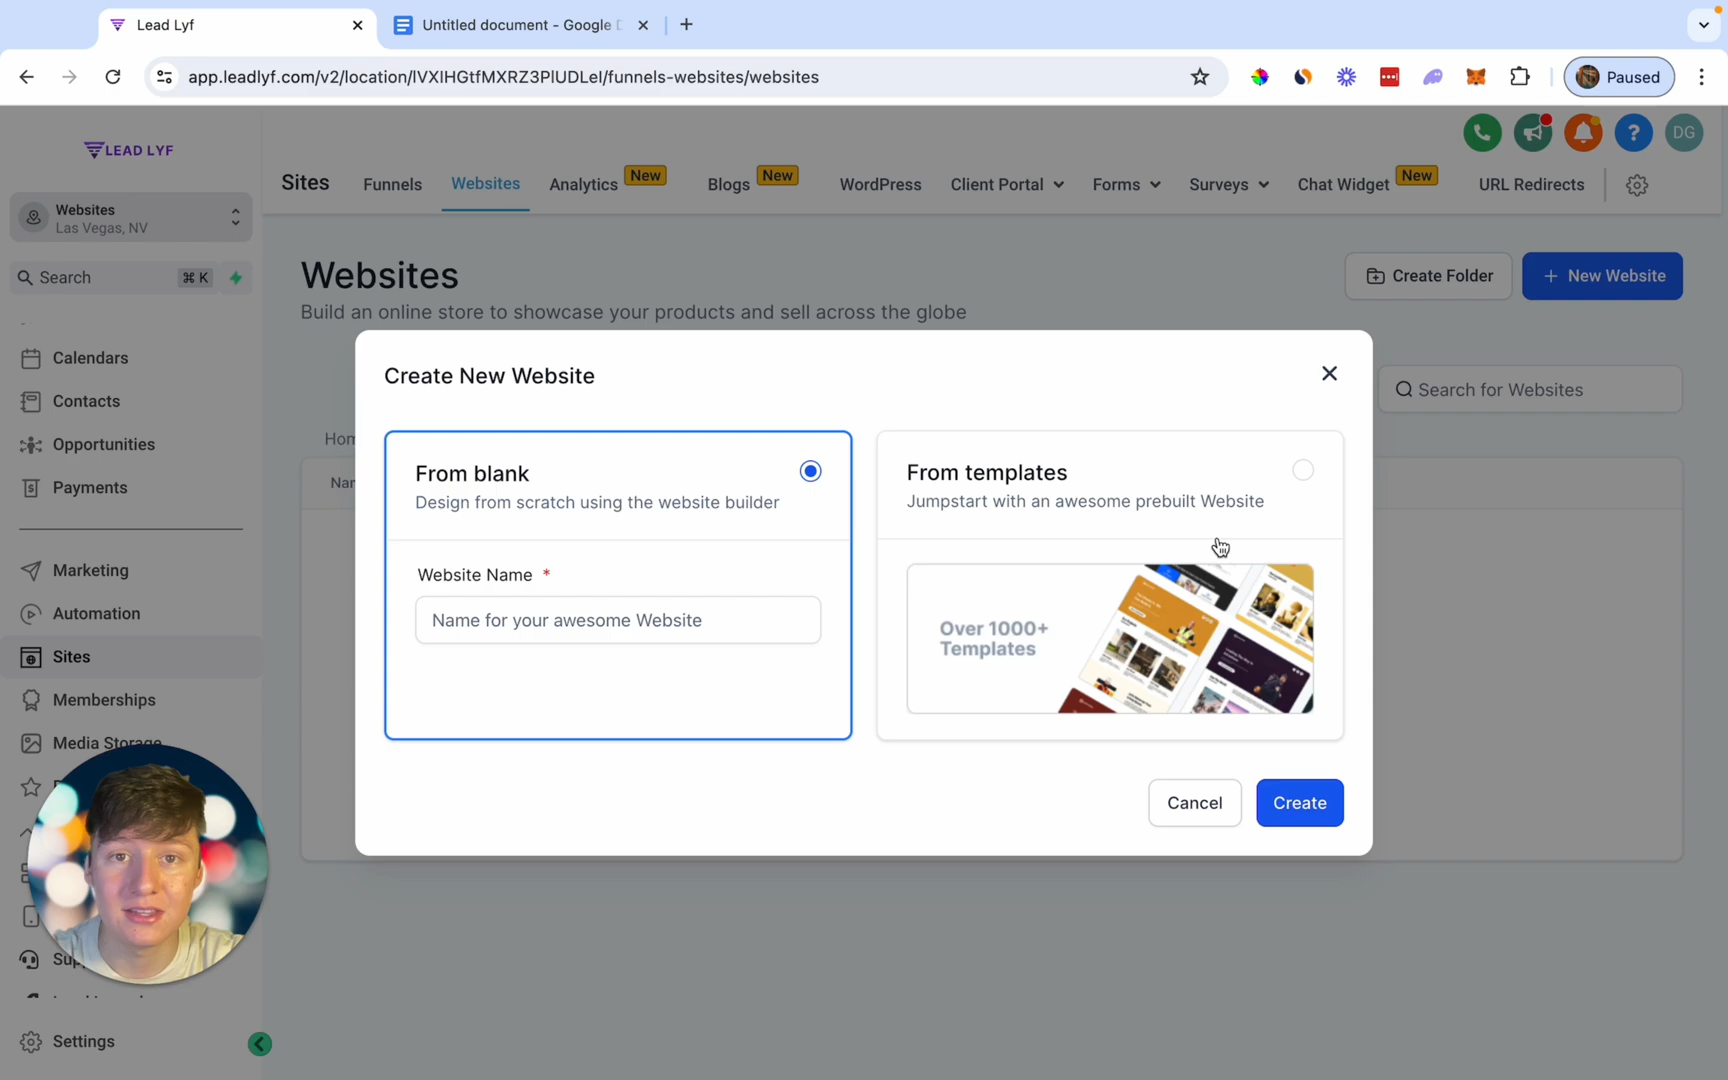 Lead Lyf
Untitled document - Google D
app.leadlyf.com/v2/location/lVXIHGtfMXRZ3PlUDLeI/funnels-websites/websites
Paused
LEAD LYF
DG
Sites
Funnels
Websites
Analytics
New
Blogs
New
WordPress
Client Portal
Forms
Surveys
Chat Widget
New
URL Redirects
Websites
Las Vegas, NV
Search
⌘ K
Calendars
Contacts
Opportunities
Payments
Marketing
Automation
Sites
Memberships
Media Storage
Settings
Websites
Build an online store to showcase your products and sell across the globe
Create Folder
+ New Website
Search for Websites
Create New Website
From blank
Design from scratch using the website builder
Website Name *
Name for your awesome Website
From templates
Jumpstart with an awesome prebuilt Website
Over 1000+
Templates
Cancel
Create